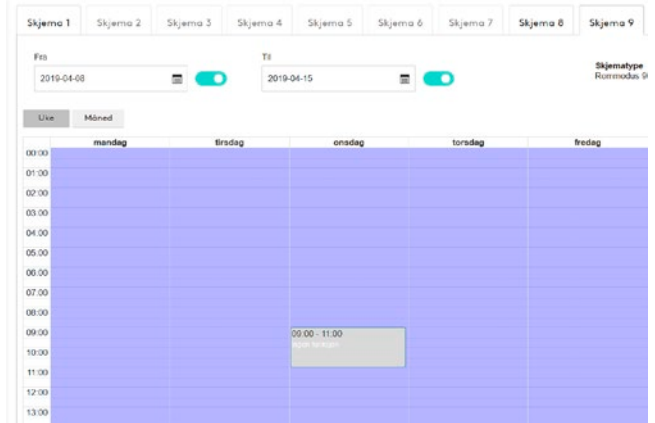 Skjema 1 Skjema 2 Skjema 3 Skjema 4 Skjema 5 Skjema 6 Skjema 7 Skjema 8 Skjema 9
Fra Til
2019-04-08 2019-04-15
Skjematype
Rommodus
Uke Måned
mandag tirsdag onsdag torsdag fredag
00:00
01:00
02:00
03:00
04:00
05:00
06:00
07:00
08:00
09:00 09:00 - 11:00
10:00
11:00
12:00
13:00